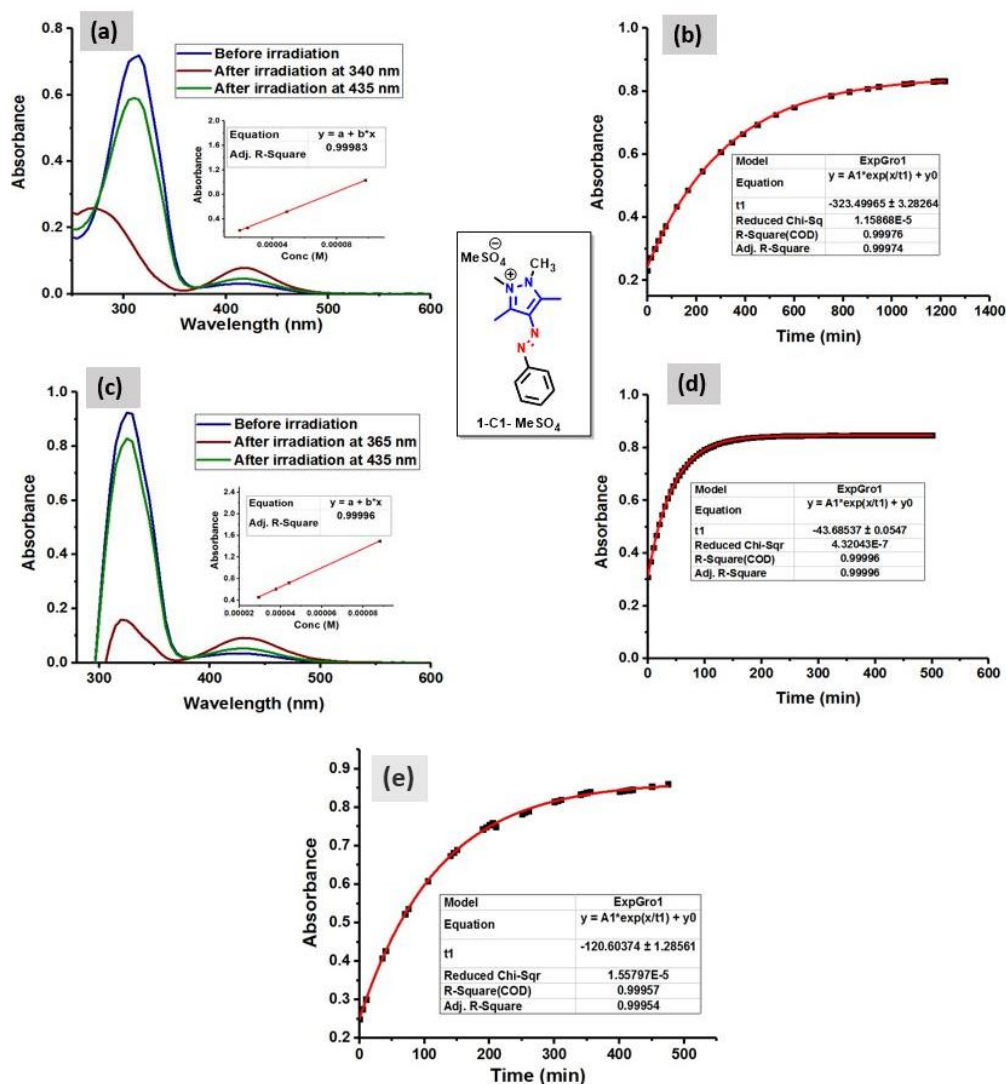 (a)
Before irradiation
After irradiation at 340 nm
After irradiation at 435 nm
Equation y = a + b*x
Adj. R-Square 0.99983
2.0
1.6
1.2
0.8
0.4
Absorbance
0.00004 0.00008
Conc (M)
0.8
0.6
0.4
0.2
0.0
Absorbance
300 400 500 600
Wavelength (nm)
(b)
1.0
0.8
0.6
0.4
0.2
Absorbance
Model ExpGro1
Equation y = A1*exp(x/t1) + y0
t1 -323.49965 ± 3.28264
Reduced Chi-Sq 1.15868E-5
R-Square(COD) 0.99976
Adj. R-Square 0.99974
0 200 400 600 800 1000 1200 1400
Time (min)
MeSO4 ⊖
CH3
N + N
N
N
1-C1- MeSO4
(c)
Before irradiation
After irradiation at 365 nm
After irradiation at 435 nm
Equation y = a + b*x
Adj. R-Square 0.99996
2.4
2.0
1.6
1.2
0.8
0.4
Absorbance
0.00002 0.00004 0.00006 0.00008
Conc (M)
1.0
0.8
0.6
0.4
0.2
0.0
Absorbance
300 400 500 600
Wavelength (nm)
(d)
1.0
0.8
0.6
0.4
0.2
0.0
Absorbance
Model ExpGro1
Equation y = A1*exp(x/t1) + y0
t1 -43.68537 ± 0.0547
Reduced Chi-Sqr 4.32043E-7
R-Square(COD) 0.99996
Adj. R-Square 0.99996
0 100 200 300 400 500 600
Time (min)
(e)
0.9
0.8
0.7
0.6
0.5
0.4
0.3
0.2
Absorbance
Model ExpGro1
Equation y = A1*exp(x/t1) + y0
t1 -120.60374 ± 1.28561
Reduced Chi-Sqr 1.55797E-5
R-Square(COD) 0.99957
Adj. R-Square 0.99954
0 100 200 300 400 500
Time (min)